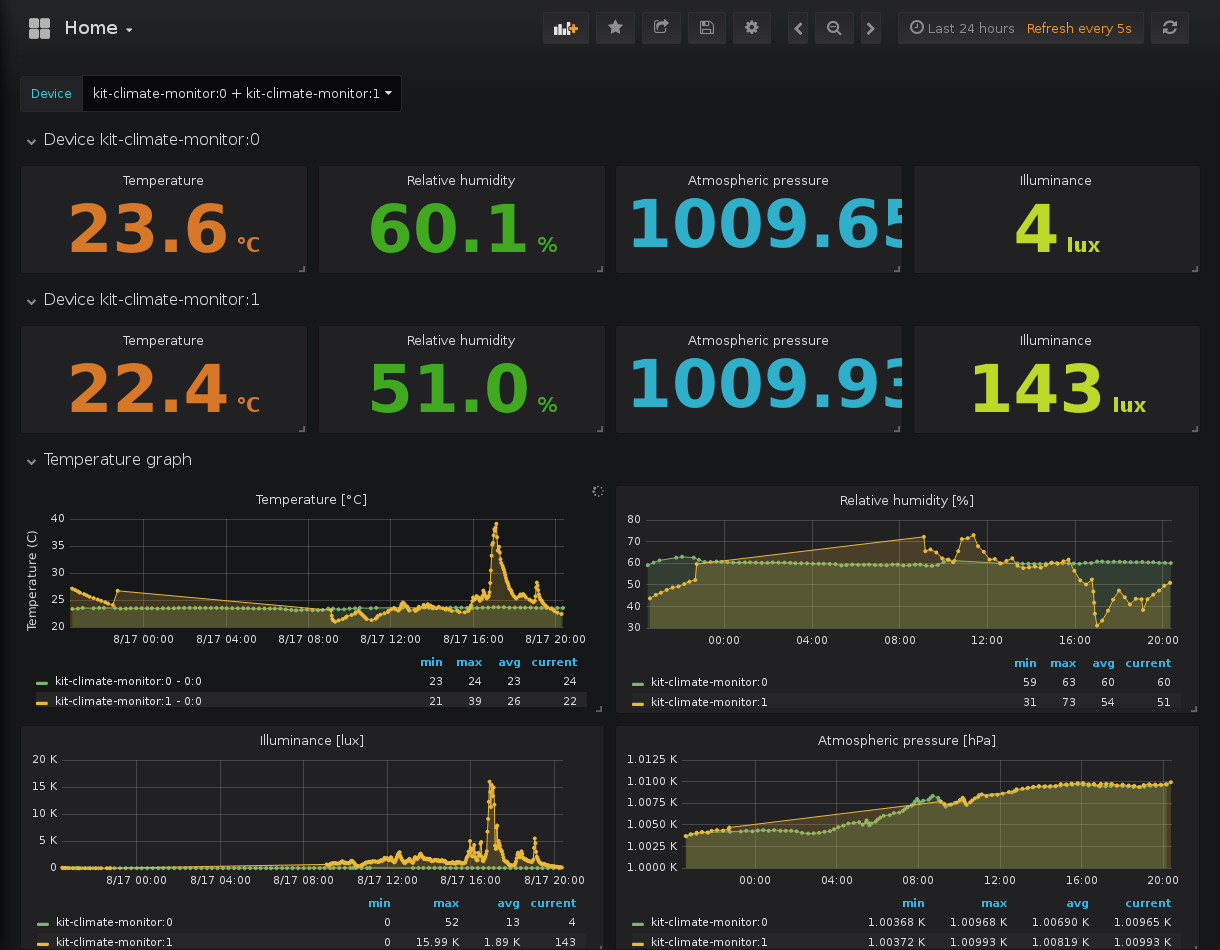 Home
Last 24 hours Refresh every 5s
Device kit-climate-monitor:0 + kit-climate-monitor:1
Device kit-climate-monitor:0
Temperature Relative humidity Atmospheric pressure Illuminance
23.6 °C 60.1 % 1009.65 4 lux
Device kit-climate-monitor:1
Temperature Relative humidity Atmospheric pressure Illuminance
22.4 °C 51.0 % 1009.93 143 lux
Temperature graph
Temperature [°C]
Temperature (C)
40
35
30
25
20
8/17 00:00 8/17 04:00 8/17 08:00 8/17 12:00 8/17 16:00 8/17 20:00
min max avg current
kit-climate-monitor:0 - 0:0 23 24 23 24
kit-climate-monitor:1 - 0:0 21 39 26 22
Relative humidity [%]
80
70
60
50
40
30
00:00 04:00 08:00 12:00 16:00 20:00
min max avg current
kit-climate-monitor:0 59 63 60 60
kit-climate-monitor:1 31 73 54 51
Illuminance [lux]
20 K
15 K
10 K
5 K
0
8/17 00:00 8/17 04:00 8/17 08:00 8/17 12:00 8/17 16:00 8/17 20:00
min max avg current
kit-climate-monitor:0 0 52 13 4
kit-climate-monitor:1 0 15.99 K 1.89 K 143
Atmospheric pressure [hPa]
1.0125 K
1.0100 K
1.0075 K
1.0050 K
1.0025 K
1.0000 K
00:00 04:00 08:00 12:00 16:00 20:00
min max avg current
kit-climate-monitor:0 1.00368 K 1.00968 K 1.00690 K 1.00965 K
kit-climate-monitor:1 1.00372 K 1.00993 K 1.00819 K 1.00993 K